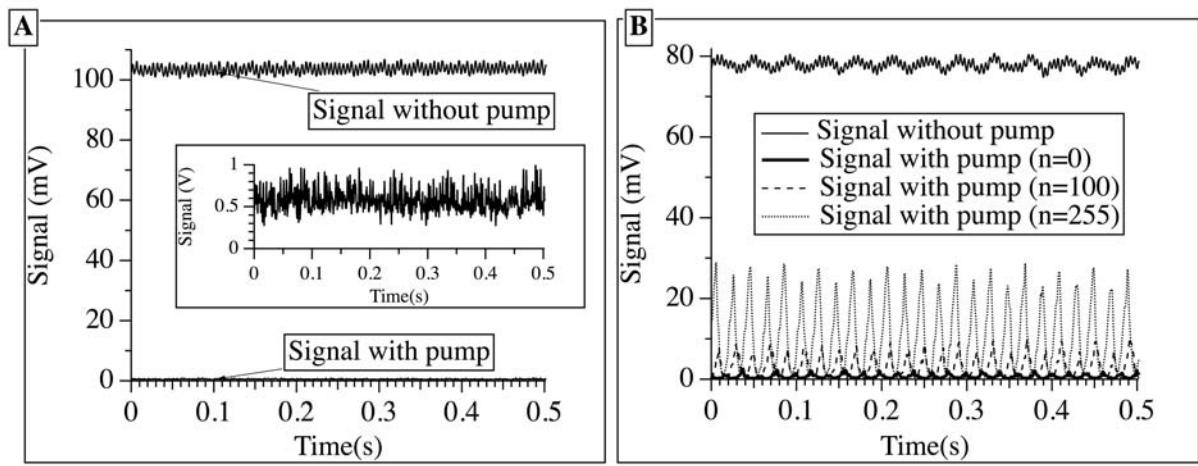 A
Signal (mV)
100
80
60
40
20
0
Signal without pump
Signal (V)
1
0.5
0
0 0.1 0.2 0.3 0.4 0.5
Time(s)
Signal with pump
0 0.1 0.2 0.3 0.4 0.5
Time(s)
B
Signal (mV)
80
60
40
20
0
Signal without pump
Signal with pump (n=0)
Signal with pump (n=100)
Signal with pump (n=255)
0 0.1 0.2 0.3 0.4 0.5
Time(s)